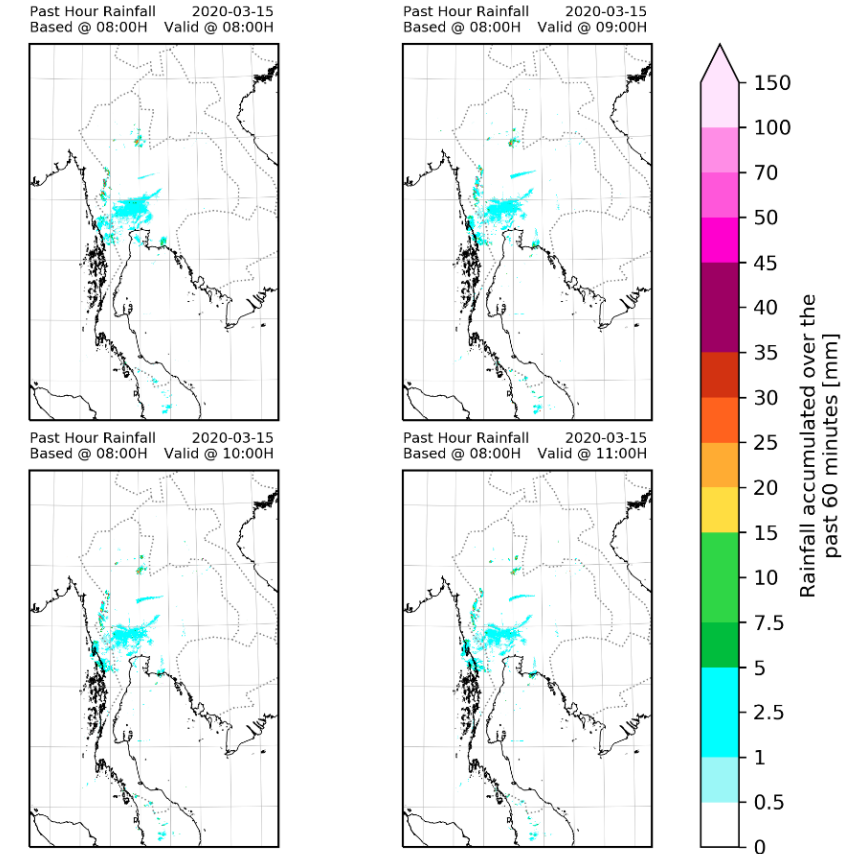 Past Hour Rainfall 2020-03-15
Based @ 08:00H Valid @ 08:00H
Past Hour Rainfall 2020-03-15
Based @ 08:00H Valid @ 09:00H
Past Hour Rainfall 2020-03-15
Based @ 08:00H Valid @ 10:00H
Past Hour Rainfall 2020-03-15
Based @ 08:00H Valid @ 11:00H
150
100
70
50
45
40
35
30
25
20
15
10
7.5
5
2.5
1
0.5
0
Rainfall accumulated over the
past 60 minutes [mm]